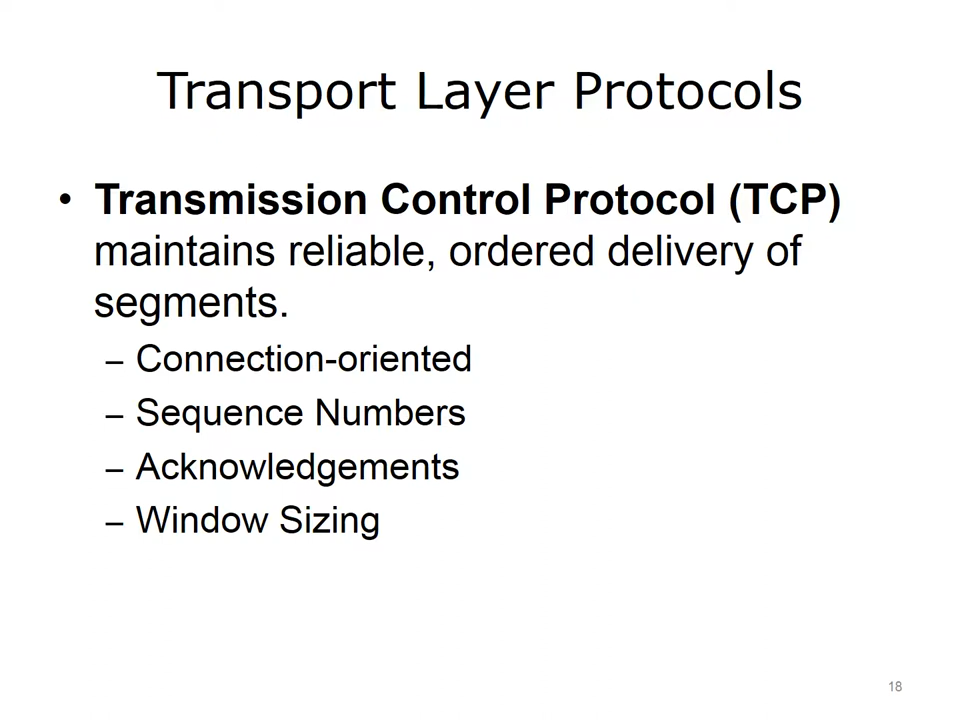 Transport Layer Protocols
• Transmission Control Protocol (TCP)
maintains reliable, ordered delivery of
segments.
– Connection-oriented
– Sequence Numbers
– Acknowledgements
– Window Sizing
18